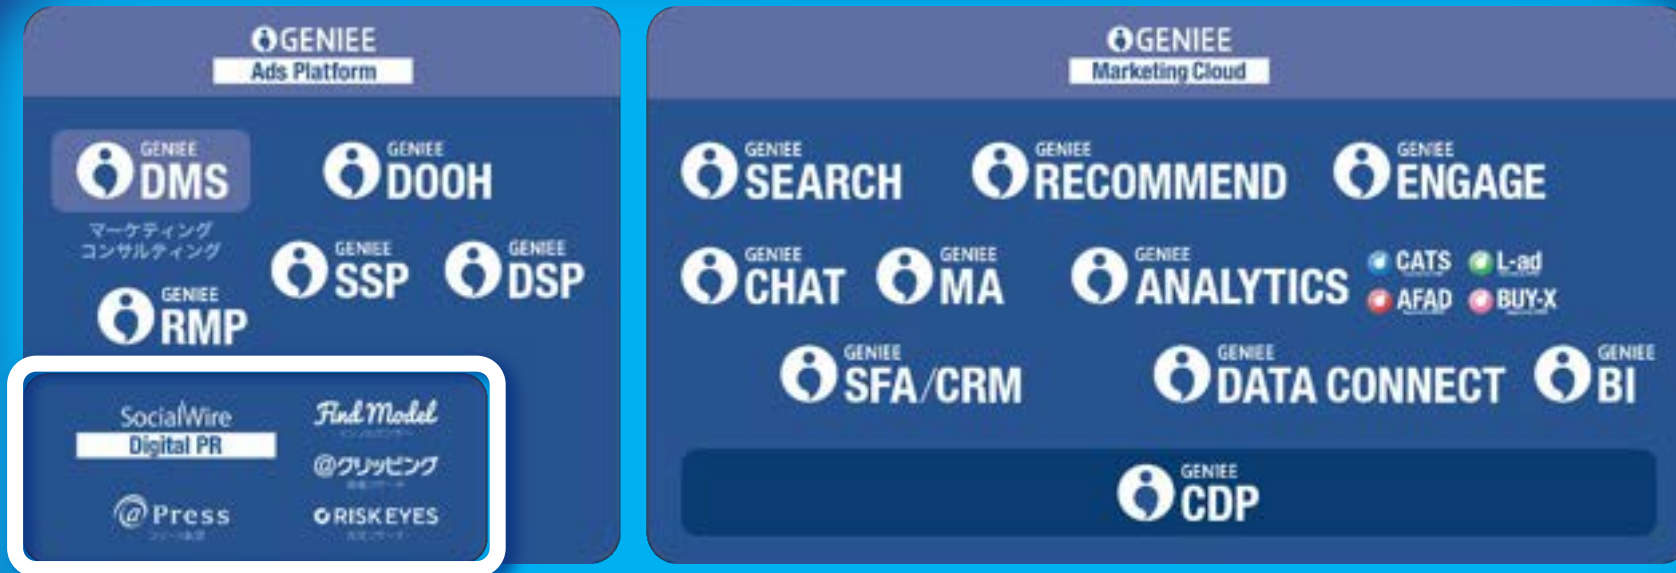 GENIEE
Ads Platform
GENIEE
DMS
マーケティング
コンサルティング
GENIEE
DOOH
GENIEE
SSP
GENIEE
DSP
GENIEE
RMP
SocialWire
Digital PR
Find Model
@クリッピング
@Press
RISK EYES
GENIEE
Marketing Cloud
GENIEE
SEARCH
GENIEE
RECOMMEND
GENIEE
ENGAGE
GENIEE
CHAT
GENIEE
MA
GENIEE
ANALYTICS
CATS
L-ad
AFAD
BUY-X
GENIEE
SFA/CRM
GENIEE
DATA CONNECT
GENIEE
BI
GENIEE
CDP